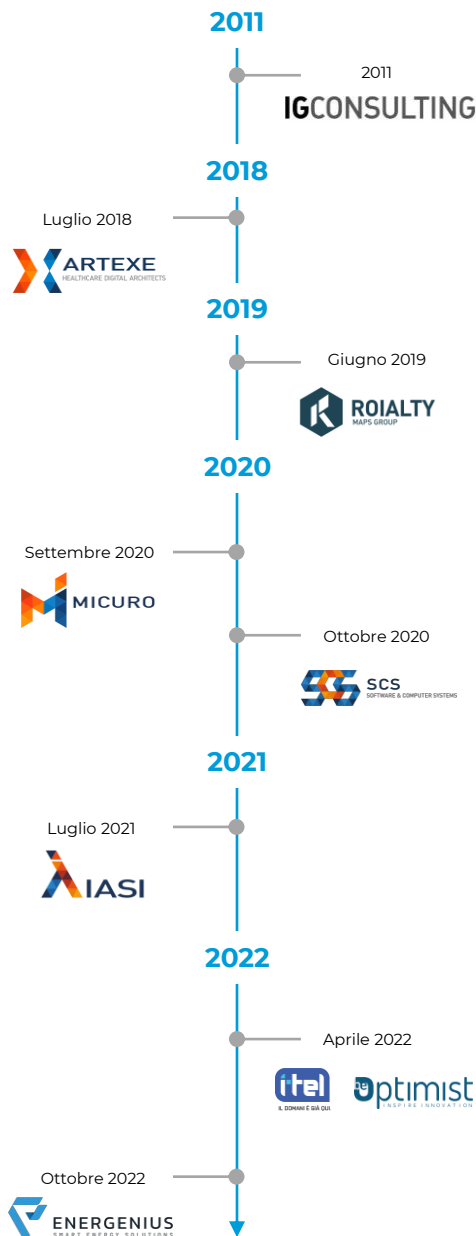 2011
2011
IGCONSULTING
2018
Luglio 2018
ARTEXE
HEALTHCARE DIGITAL ARCHITECTS
2019
Giugno 2019
ROIALTY
MAPS GROUP
2020
Settembre 2020
MICURO
Ottobre 2020
SCS
SCS
SOFTWARE & COMPUTER SYSTEMS
2021
Luglio 2021
IASI
2022
Aprile 2022
i-tel
IL DOMANI È GIÀ QUI
Optimist
INSPIRE INNOVATION
Ottobre 2022
ENERGENIUS
SMART ENERGY SOLUTIONS